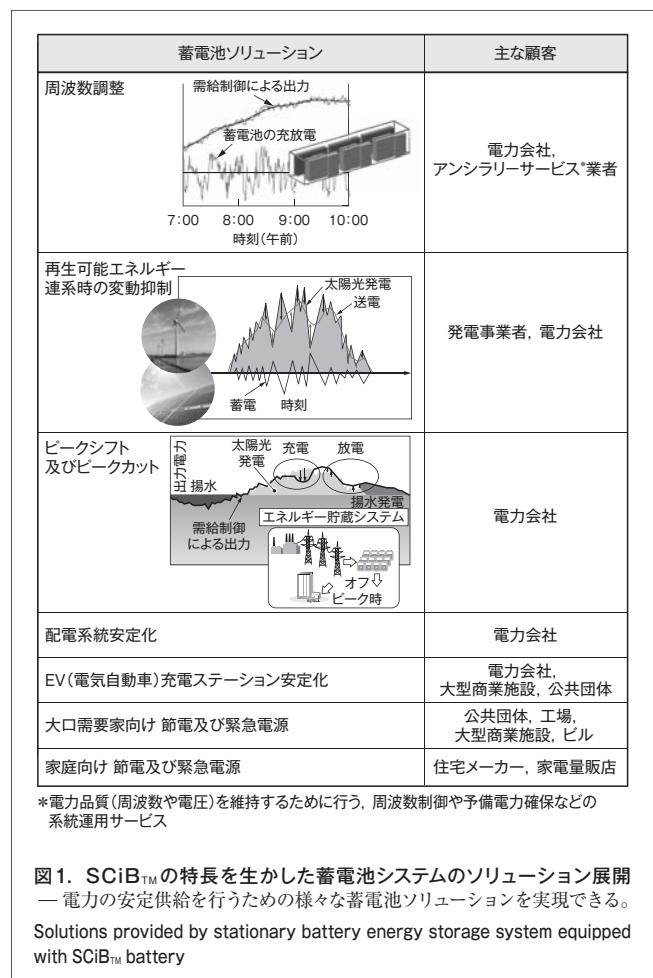 蓄電池ソリューション
主な顧客
周波数調整
需給制御による出力
蓄電池の充放電
7:00 8:00 9:00 10:00
時刻（午前）
電力会社，
アンシラリーサービス*業者
再生可能エネルギー
連系時の変動抑制
太陽光発電
送電
蓄電 時刻
発電事業者，電力会社
ピークシフト
及びピークカット
出力電力
揚水
太陽光
発電
充電 放電
揚水発電
需給制御
による出力
エネルギー貯蔵システム
オフ
ピーク時
電力会社
配電系統安定化
電力会社
EV（電気自動車）充電ステーション安定化
電力会社，
大型商業施設，公共団体
大口需要家向け 節電及び緊急電源
公共団体，工場，
大型商業施設，ビル
家庭向け 節電及び緊急電源
住宅メーカー，家電量販店
*電力品質（周波数や電圧）を維持するために行う，周波数制御や予備電力確保などの
系統運用サービス
図1．SCiB™の特長を生かした蓄電池システムのソリューション展開
— 電力の安定供給を行うための様々な蓄電池ソリューションを実現できる。
Solutions provided by stationary battery energy storage system equipped
with SCiB™ battery